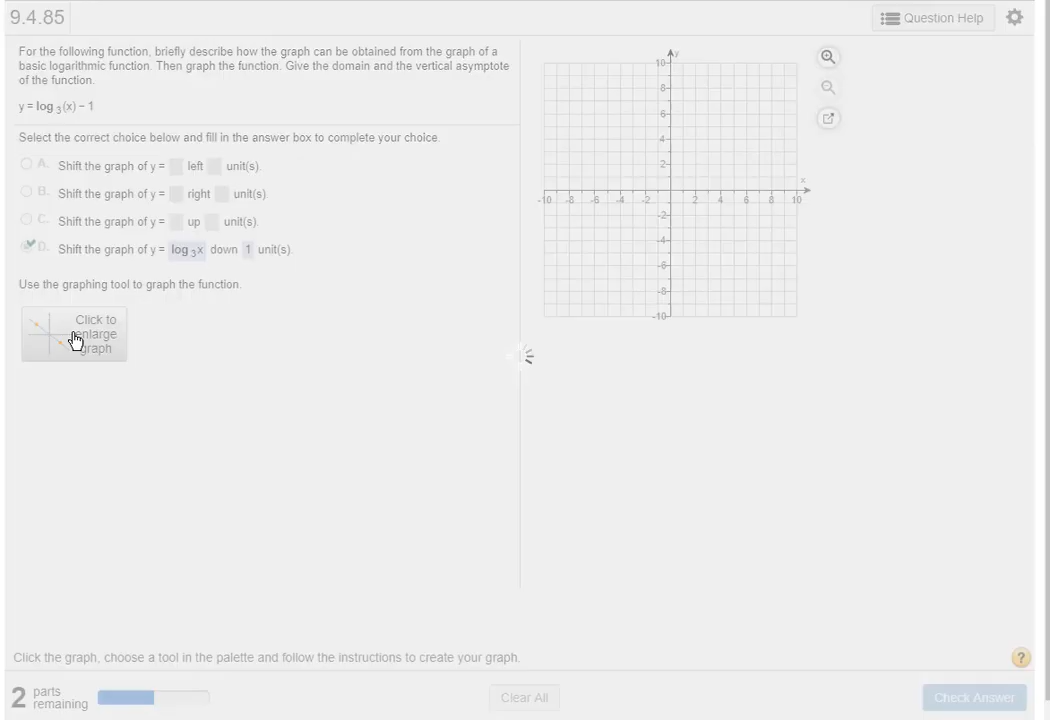 9.4.85
Question Help
For the following function, briefly describe how the graph can be obtained from the graph of a
basic logarithmic function. Then graph the function. Give the domain and the vertical asymptote
of the function.
y = log 3 (x) − 1
Select the correct choice below and fill in the answer box to complete your choice.
A. Shift the graph of y = left unit(s).
B. Shift the graph of y = right unit(s).
C. Shift the graph of y = up unit(s).
D. Shift the graph of y = log 3 x down 1 unit(s).
Use the graphing tool to graph the function.
Click to
enlarge
graph
y
10
8
6
4
2
x
-10 -8 -6 -4 -2 2 4 6 8 10
-2
-4
-6
-8
-10
Click the graph, choose a tool in the palette and follow the instructions to create your graph.
?
2 parts
remaining
Clear All
Check Answer